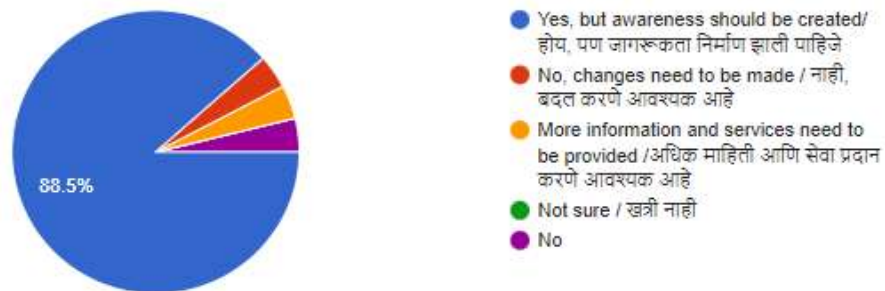 88.5%
Yes, but awareness should be created/
होय, पण जागरूकता निर्माण झाली पाहिजे
No, changes need to be made / नाही,
बदल करणे आवश्यक आहे
More information and services need to
be provided /अधिक माहिती आणि सेवा प्रदान
करणे आवश्यक आहे
Not sure / खत्री नाही
No